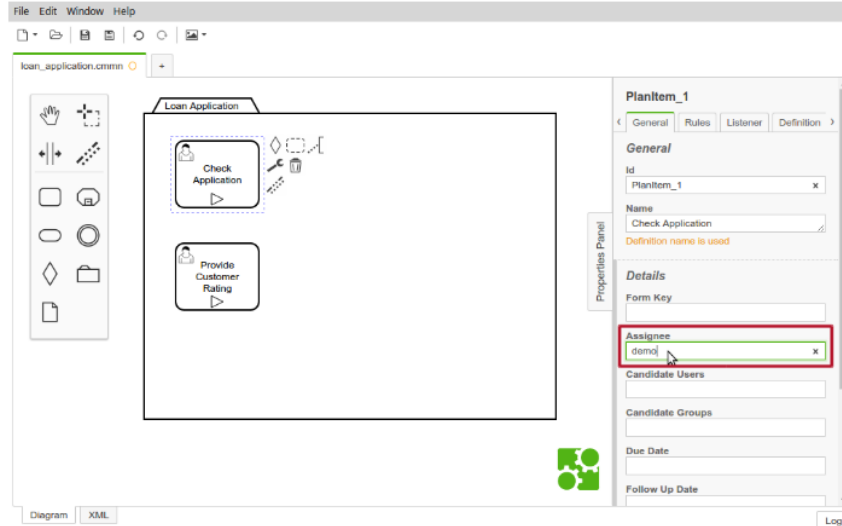 File Edit Window Help
loan_application.cmmn
+
Loan Application
Check
Application
Provide
Customer
Rating
Properties Panel
PlanItem_1
General Rules Listener Definition
General
Id
PlanItem_1 x
Name
Check Application
Definition name is used
Details
Form Key
Assignee
demo x
Candidate Users
Candidate Groups
Due Date
Follow Up Date
Diagram XML
Log